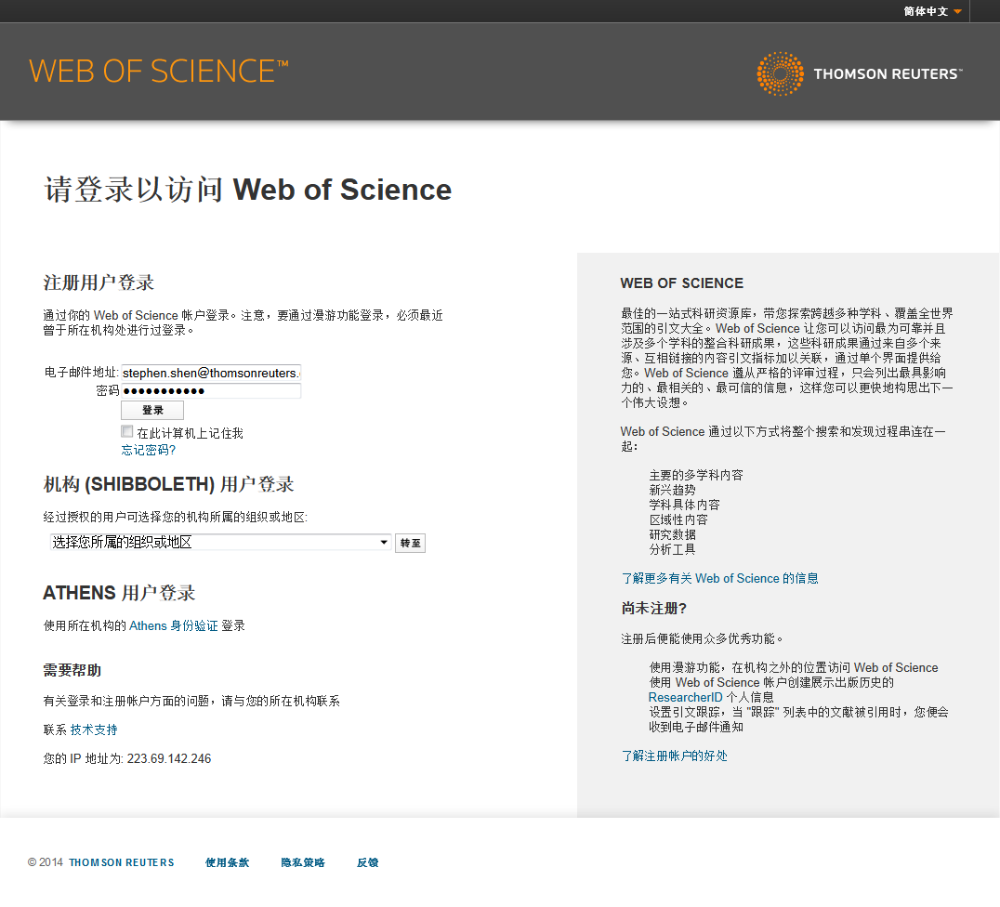 简体中文
WEB OF SCIENCE™
THOMSON REUTERS™
请登录以访问 Web of Science
注册用户登录
通过你的 Web of Science 帐户登录。注意，要通过漫游功能登录，必须最近
曾于所在机构处进行过登录。
电子邮件地址: stephen.shen@thomsonreuters.
密码 ●●●●●●●●●●●
登录
在此计算机上记住我
忘记密码?
机构 (SHIBBOLETH) 用户登录
经过授权的用户可选择您的机构所属的组织或地区:
选择您所属的组织或地区
转至
ATHENS 用户登录
使用所在机构的 Athens 身份验证 登录
需要帮助
有关登录和注册帐户方面的问题，请与您的所在机构联系
联系 技术支持
您的 IP 地址为: 223.69.142.246
WEB OF SCIENCE
最佳的一站式科研资源库，带您探索跨越多种学科、覆盖全世界
范围的引文大全。Web of Science 让您可以访问最为可靠并且
涉及多个学科的整合科研成果，这些科研成果通过来自多个来
源、互相链接的内容引文指标加以关联，通过单个界面提供给
您。Web of Science 遵从严格的评审过程，只会列出最具影响
力的、最相关的、最可信的信息，这样您可以更快地构思出下一
个伟大设想。
Web of Science 通过以下方式将整个搜索和发现过程串连在一
起：
主要的多学科内容
新兴趋势
学科具体内容
区域性内容
研究数据
分析工具
了解更多有关 Web of Science 的信息
尚未注册?
注册后便能使用众多优秀功能。
使用漫游功能，在机构之外的位置访问 Web of Science
使用 Web of Science 帐户创建展示出版历史的
ResearcherID 个人信息
设置引文跟踪，当 "跟踪" 列表中的文献被引用时，您便会
收到电子邮件通知
了解注册帐户的好处
© 2014 THOMSON REUTERS
使用条款
隐私策略
反馈